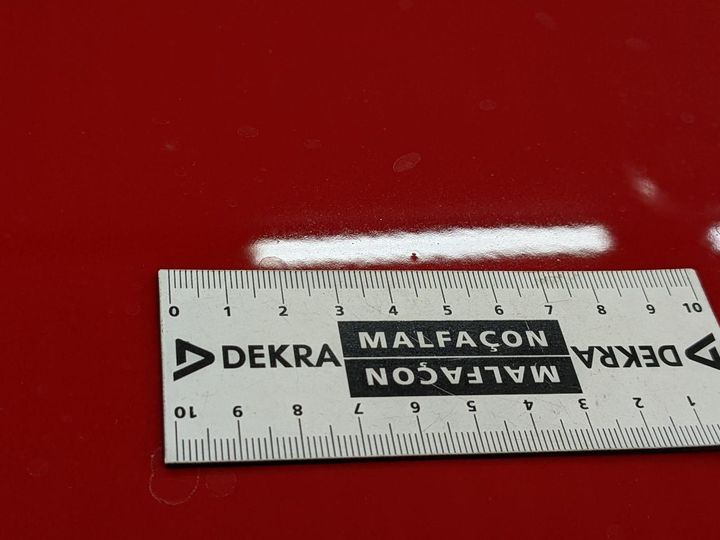 0 1 2 3 4 5 6 7 8 9 10
MALFAÇON
DEKRA
DEKRA
MALFAÇON
10 9 8 7 6 5 4 3 2 1